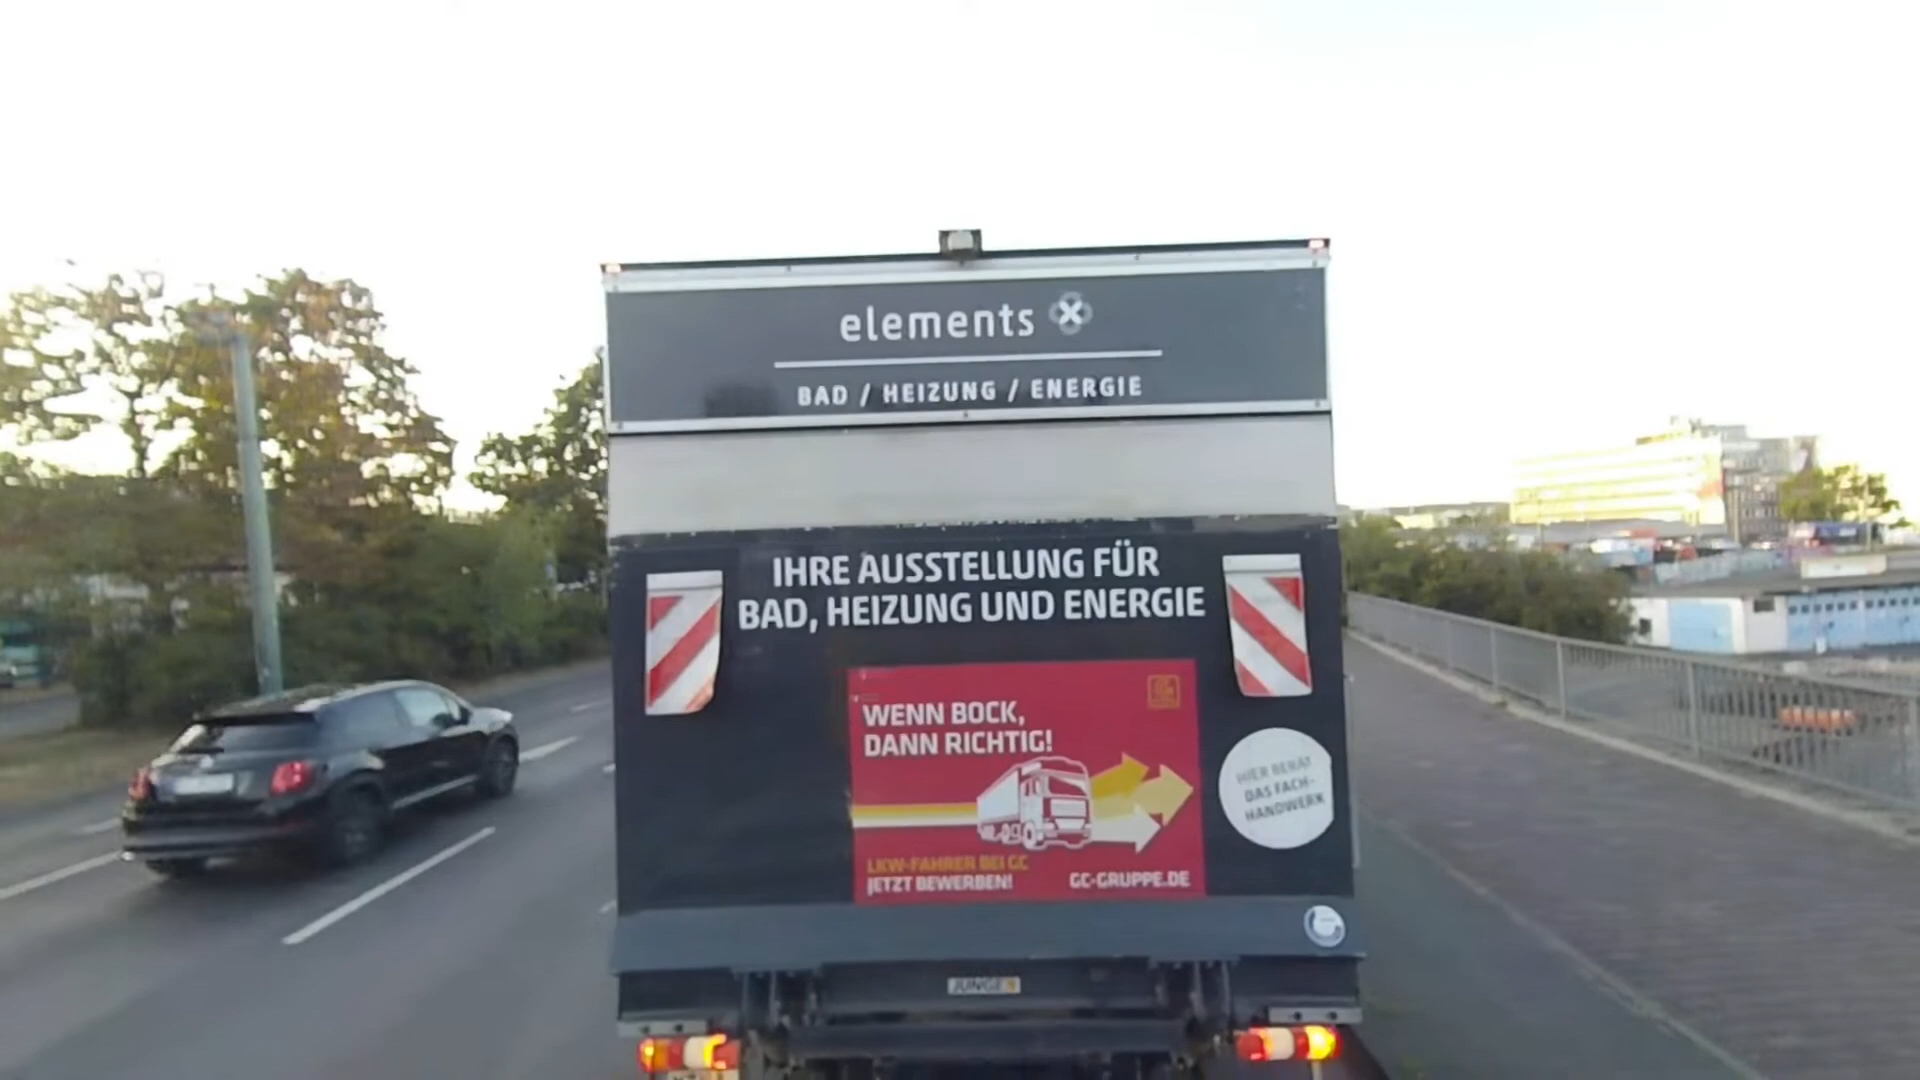 elements
BAD / HEIZUNG / ENERGIE
IHRE AUSSTELLUNG FÜR
BAD, HEIZUNG UND ENERGIE
WENN BOCK,
DANN RICHTIG!
LKW-FAHRER BEI GC
JETZT BEWERBEN!
GC-GRUPPE.DE
HIER BERÄT
DAS FACH-
HANDWERK
JUNGE